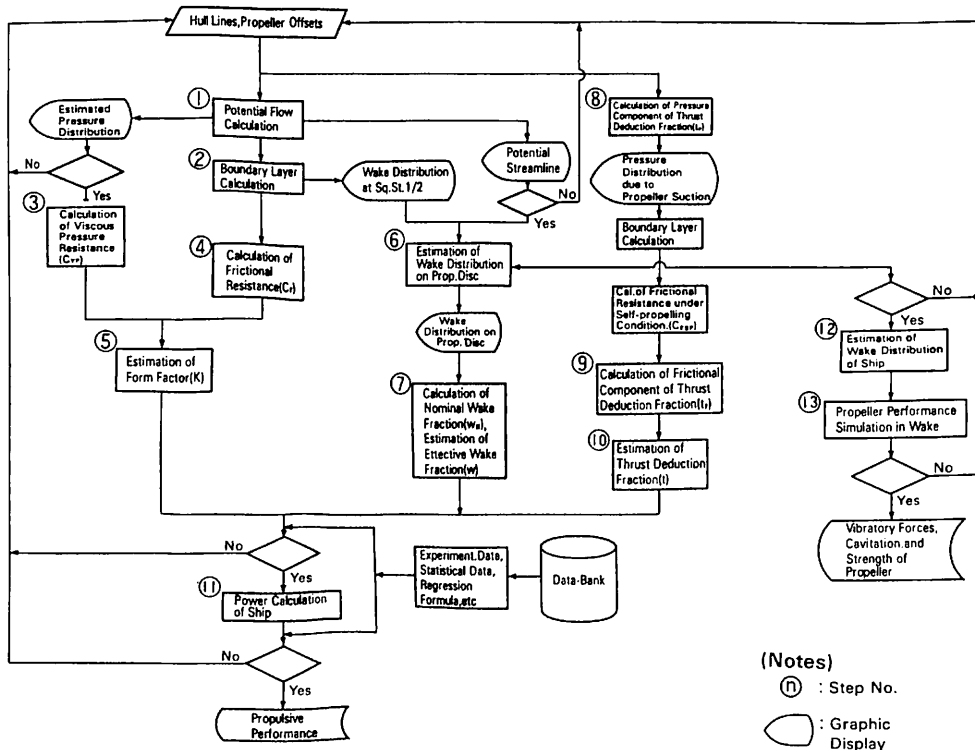 Hull Lines,Propeller Offsets
①
Potential Flow
Calculation
Estimated
Pressure
Distribution
No
Yes
②
Boundary Layer
Calculation
Wake Distribution
at Sq.St.1/2
Potential
Streamline
No
Yes
③
Calculation
of Viscous
Pressure
Resistance
④
Calculation of
Frictional
Resistance(CF)
⑤
Estimation of
Form Factor(K)
⑥
Estimation of
Wake Distribution
on Prop.Disc
Wake
Distribution on
Prop. Disc
⑦
Calculation of
Nominal Wake
Fraction(wn),
Estimation of
Effective Wake
Fraction(w)
⑧
Calculation of Pressure
Component of Thrust
Deduction Fraction(tP)
Pressure
Distribution
due to
Propeller Suction
Boundary Layer
Calculation
Cal.of Frictional
Resistance under
Self-propelling
Condition.(CFSP)
⑨
Calculation of Frictional
Component of Thrust
Deduction Fraction(tF)
⑩
Estimation of
Thrust Deduction
Fraction(t)
No
Yes
⑪
Power Calculation
of Ship
No
Yes
Propulsive
Performance
Experiment.Data,
Statistical Data,
Regression
Formula,etc
Data-Bank
No
Yes
⑫
Estimation of
Wake Distribution
of Ship
⑬
Propeller Performance
Simulation in Wake
No
Yes
Vibratory Forces,
Cavitation.and
Strength of
Propeller
(Notes)
ⓝ : Step No.
: Graphic
Display